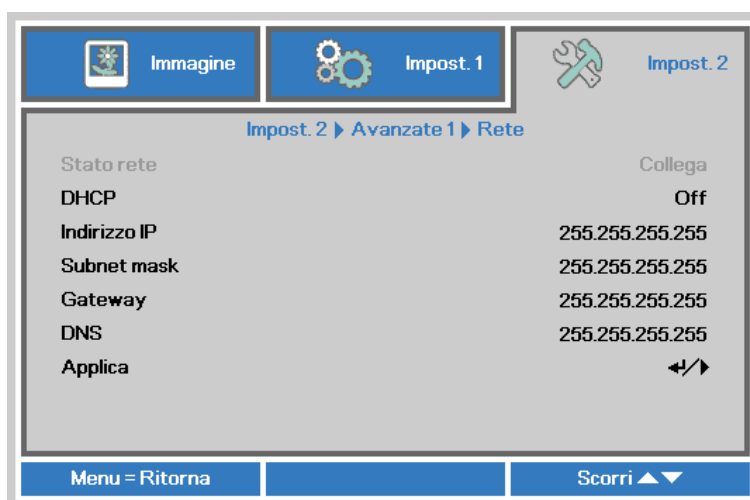 Immagine
Impost. 1
Impost. 2
Impost. 2 Avanzate 1 Rete
Stato rete Collega
DHCP Off
Indirizzo IP 255.255.255.255
Subnet mask 255.255.255.255
Gateway 255.255.255.255
DNS 255.255.255.255
Applica ↵/▶
Menu = Ritorna
Scorri ▲▼